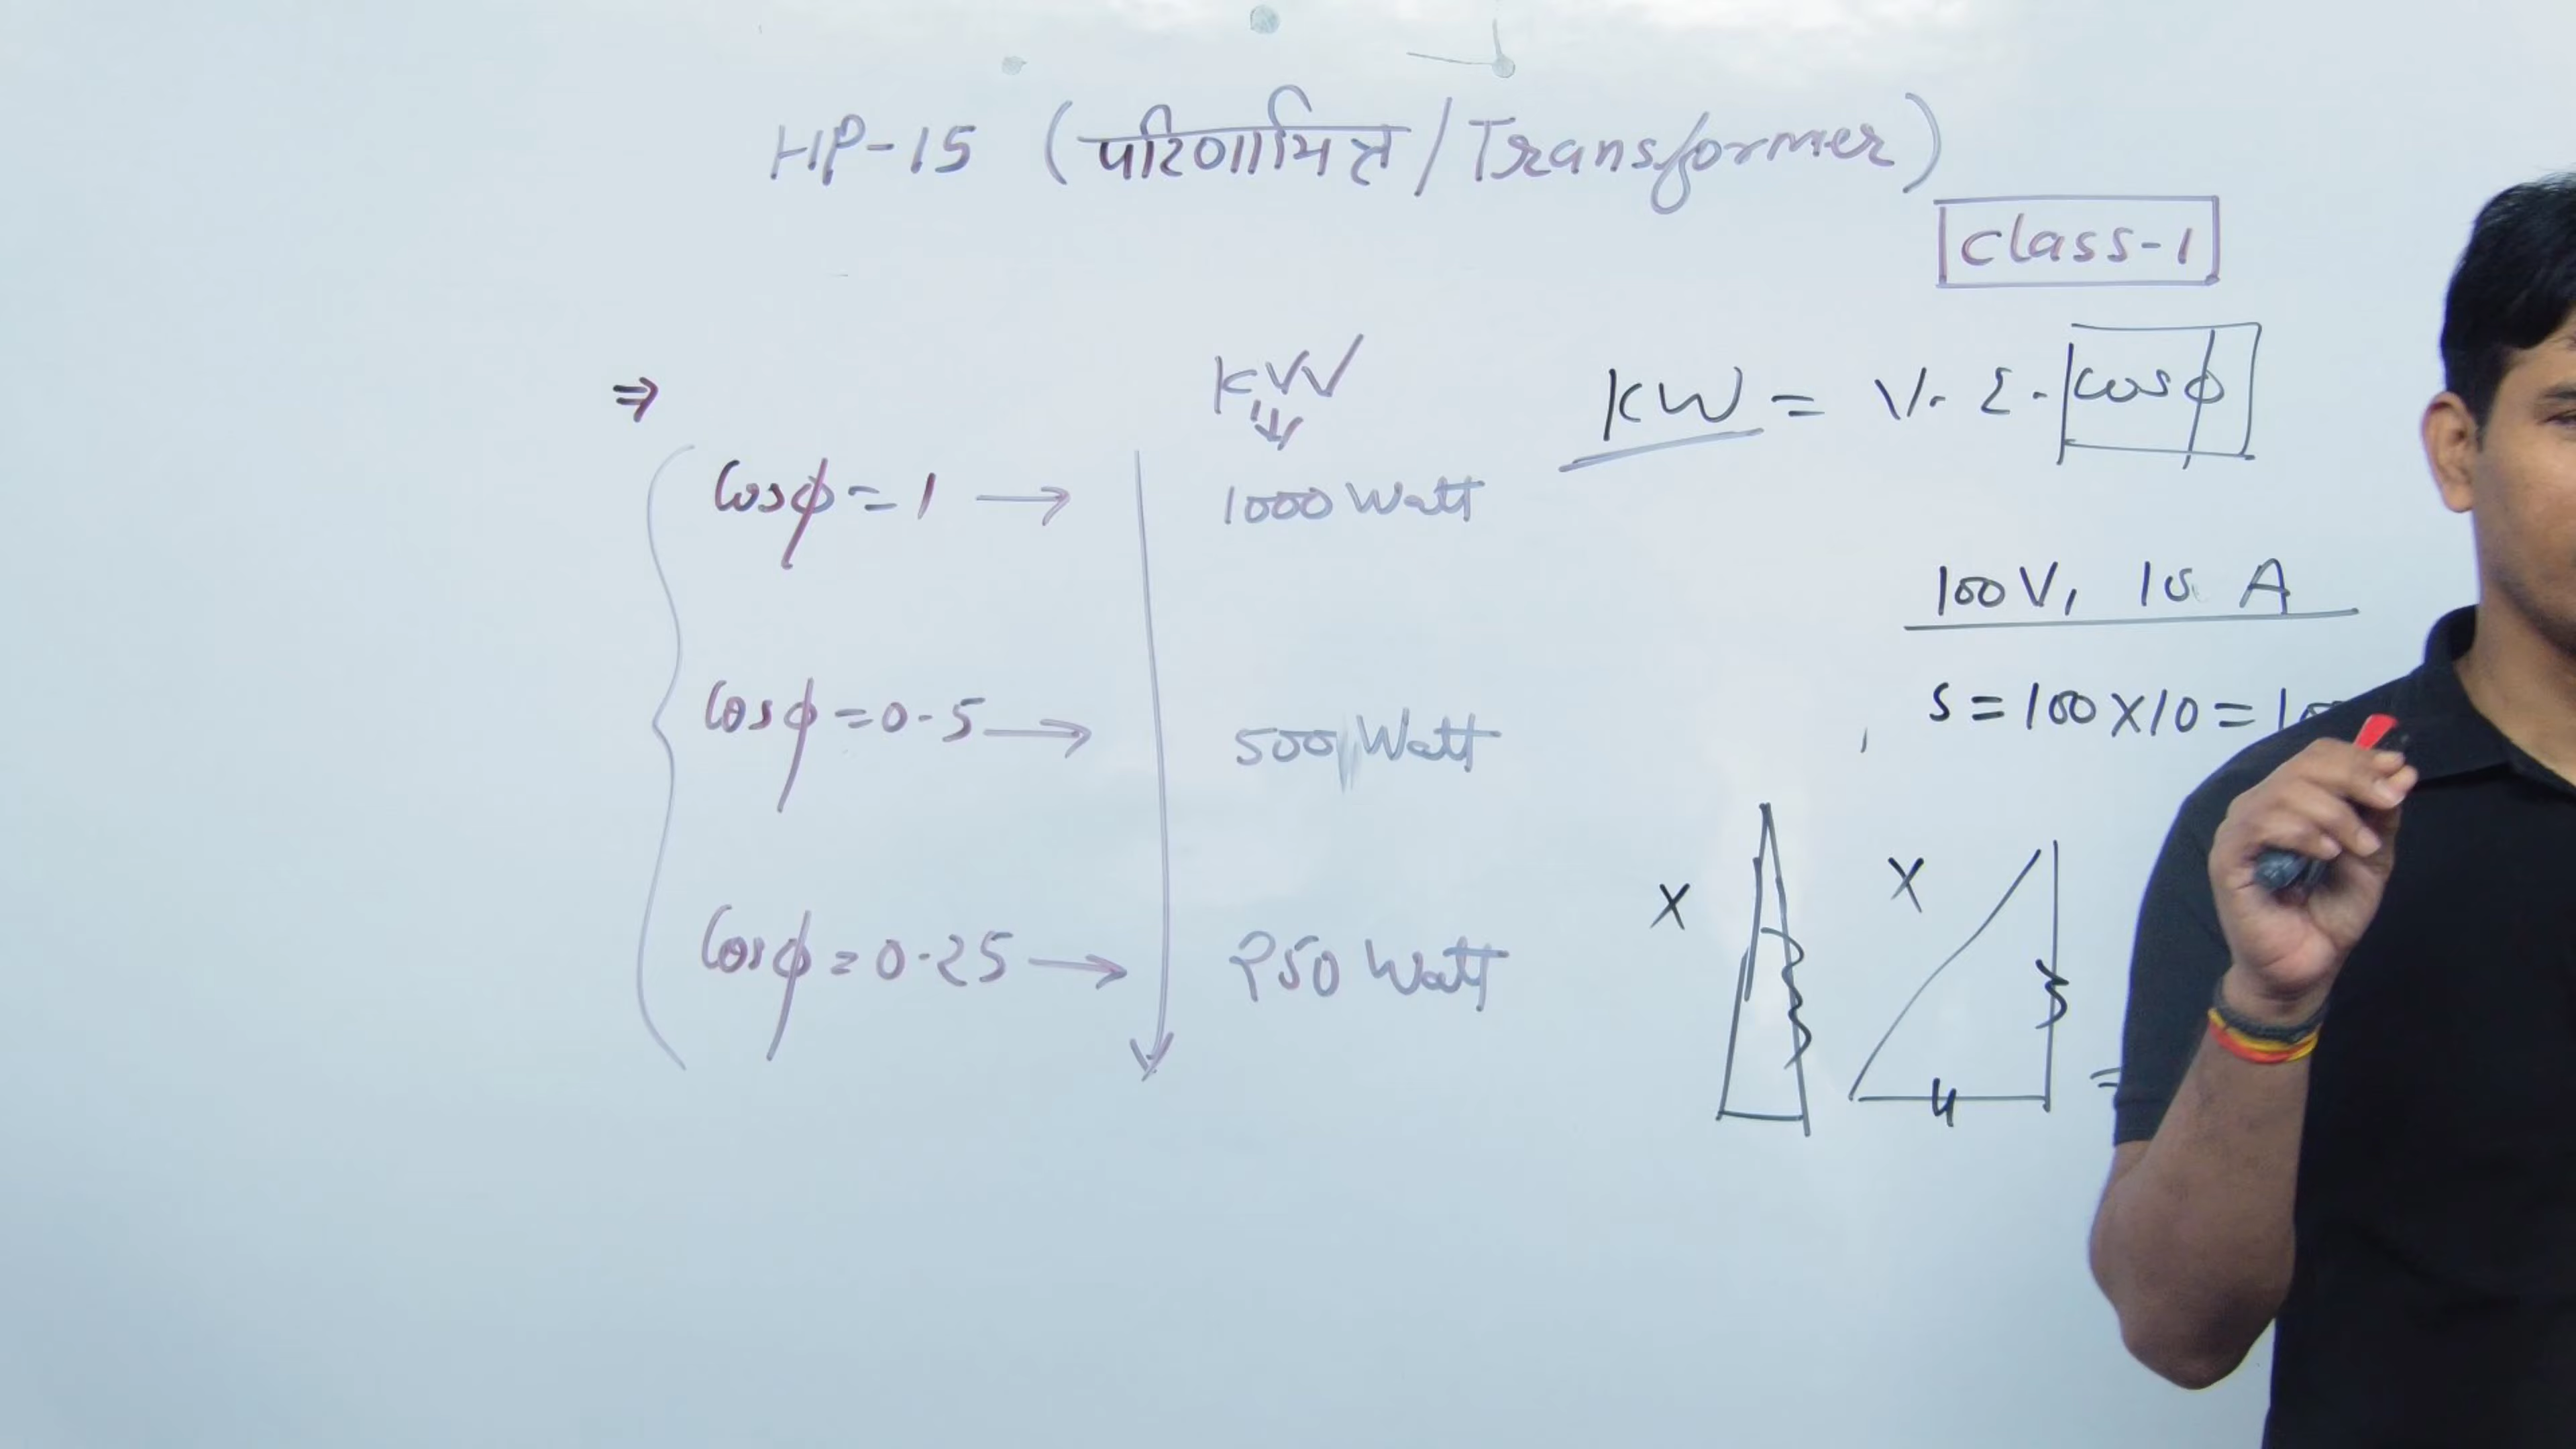 HP-15 (परिणामित्र/Transformer)
Class-1
⇒
KW
KW = V. I. cosϕ
cosϕ = 1 → 1000 Watt
100V, 10 A
cosϕ = 0.5 → 500 Watt
S = 100 X 10 = 10
X X
cosϕ = 0.25 → 250 Watt
=